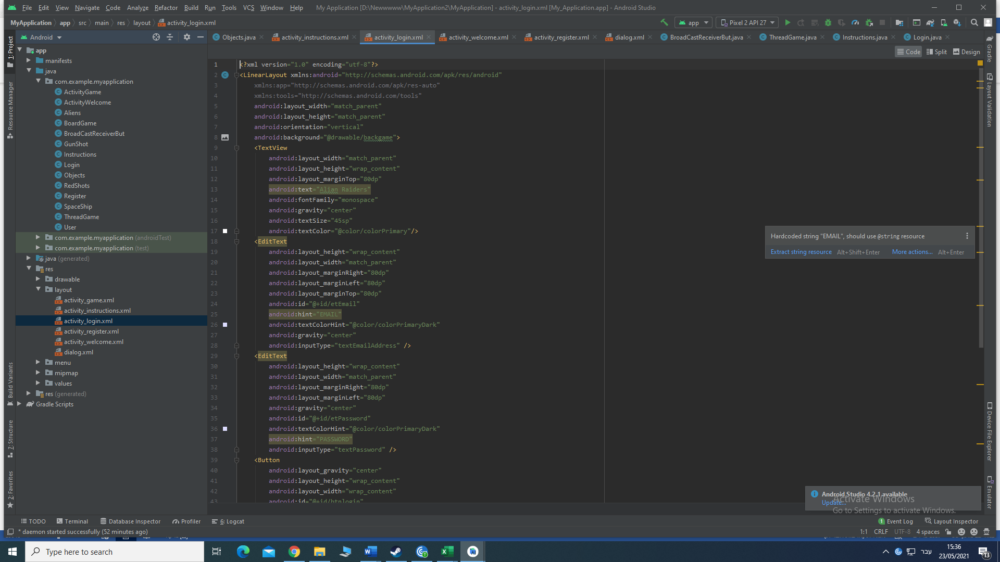 File Edit View Navigate Code Analyze Refactor Build Run Tools VCS Window Help My Application [D:\Newwwww\MyApplication2\MyApplication] - activity_login.xml [My_Application.app] - Android Studio
MyApplication app src main res layout activity_login.xml app Pixel 2 API 27
Android Objects.java activity_instructions.xml activity_login.xml activity_welcome.xml activity_register.xml dialog.xml BroadCastReceiverBut.java ThreadGame.java Instructions.java Login.java
Code Split Design
1: Project
Resource Manager
Build Variants
7: Structure
2: Favorites
app
manifests
java
com.example.myapplication
ActivityGame
ActivityWelcome
Aliens
BoardGame
BroadCastReceiverBut
GunShot
Instructions
Login
Objects
RedShots
Register
SpaceShip
ThreadGame
User
com.example.myapplication (androidTest)
com.example.myapplication (test)
java (generated)
res
drawable
layout
activity_game.xml
activity_instructions.xml
activity_login.xml
activity_register.xml
activity_welcome.xml
dialog.xml
menu
mipmap
values
res (generated)
Gradle Scripts
1 <?xml version="1.0" encoding="utf-8"?>
2 <LinearLayout xmlns:android="http://schemas.android.com/apk/res/android"
3 xmlns:app="http://schemas.android.com/apk/res-auto"
4 xmlns:tools="http://schemas.android.com/tools"
5 android:layout_width="match_parent"
6 android:layout_height="match_parent"
7 android:orientation="vertical"
8 android:background="@drawable/backgame">
9 <TextView
10 android:layout_width="match_parent"
11 android:layout_height="wrap_content"
12 android:layout_marginTop="80dp"
13 android:text="Alian Raiders"
14 android:fontFamily="monospace"
15 android:gravity="center"
16 android:textSize="45sp"
17 android:textColor="@color/colorPrimary"/>
18 <EditText
19 android:layout_height="wrap_content"
20 android:layout_width="match_parent"
21 android:layout_marginRight="80dp"
22 android:layout_marginLeft="80dp"
23 android:layout_marginTop="80dp"
24 android:id="@+id/etEmail"
25 android:hint="EMAIL"
26 android:textColorHint="@color/colorPrimaryDark"
27 android:gravity="center"
28 android:inputType="textEmailAddress" />
29 <EditText
30 android:layout_height="wrap_content"
31 android:layout_width="match_parent"
32 android:layout_marginRight="80dp"
33 android:layout_marginLeft="80dp"
34 android:gravity="center"
35 android:id="@+id/etPassword"
36 android:textColorHint="@color/colorPrimaryDark"
37 android:hint="PASSWORD"
38 android:inputType="textPassword" />
39 <Button
40 android:layout_gravity="center"
41 android:layout_height="wrap_content"
42 android:layout_width="wrap_content"
43 android:id="@+id/btnlogin"
Hardcoded string "EMAIL", should use @string resource
Extract string resource Alt+Shift+Enter More actions... Alt+Enter
Gradle
Layout Validation
Device File Explorer
Emulator
Android Studio 4.2.1 available
Update...
Activate Windows
Go to Settings to activate Windows.
TODO Terminal Database Inspector Profiler 6: Logcat 1 Event Log Layout Inspector
* daemon started successfully (52 minutes ago) 1:1 CRLF UTF-8 4 spaces
Type here to search
עבר
15:36
23/05/2021
13